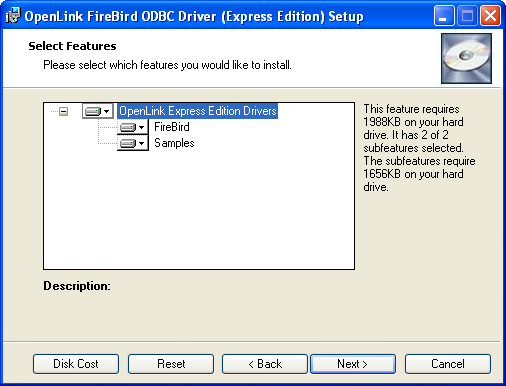 OpenLink FireBird ODBC Driver (Express Edition) Setup
Select Features
Please select which features you would like to install.
OpenLink Express Edition Drivers
FireBird
Samples
This feature requires
1988KB on your hard
drive. It has 2 of 2
subfeatures selected.
The subfeatures require
1656KB on your hard
drive.
Description:
Disk Cost
Reset
< Back
Next >
Cancel